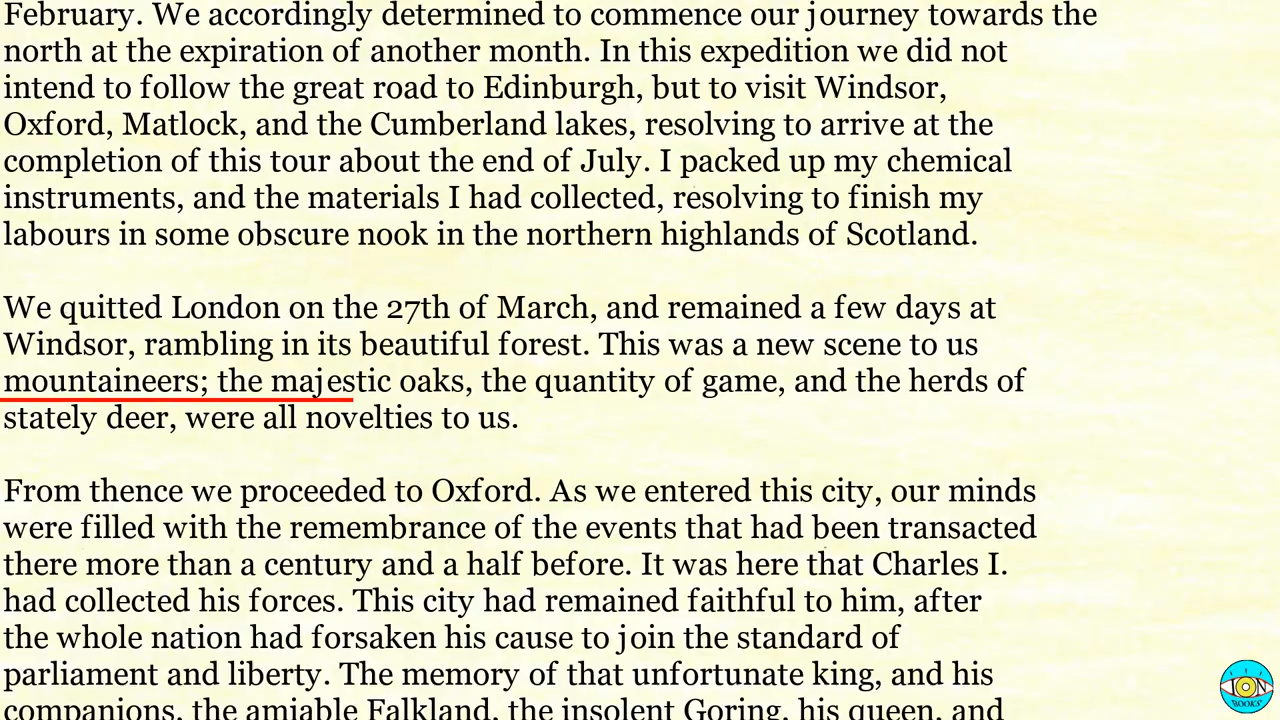 February. We accordingly determined to commence our journey towards the
north at the expiration of another month. In this expedition we did not
intend to follow the great road to Edinburgh, but to visit Windsor,
Oxford, Matlock, and the Cumberland lakes, resolving to arrive at the
completion of this tour about the end of July. I packed up my chemical
instruments, and the materials I had collected, resolving to finish my
labours in some obscure nook in the northern highlands of Scotland.
We quitted London on the 27th of March, and remained a few days at
Windsor, rambling in its beautiful forest. This was a new scene to us
mountaineers; the majestic oaks, the quantity of game, and the herds of
stately deer, were all novelties to us.
From thence we proceeded to Oxford. As we entered this city, our minds
were filled with the remembrance of the events that had been transacted
there more than a century and a half before. It was here that Charles I.
had collected his forces. This city had remained faithful to him, after
the whole nation had forsaken his cause to join the standard of
parliament and liberty. The memory of that unfortunate king, and his
companions, the amiable Falkland, the insolent Goring, his queen, and
ION
BOOKS